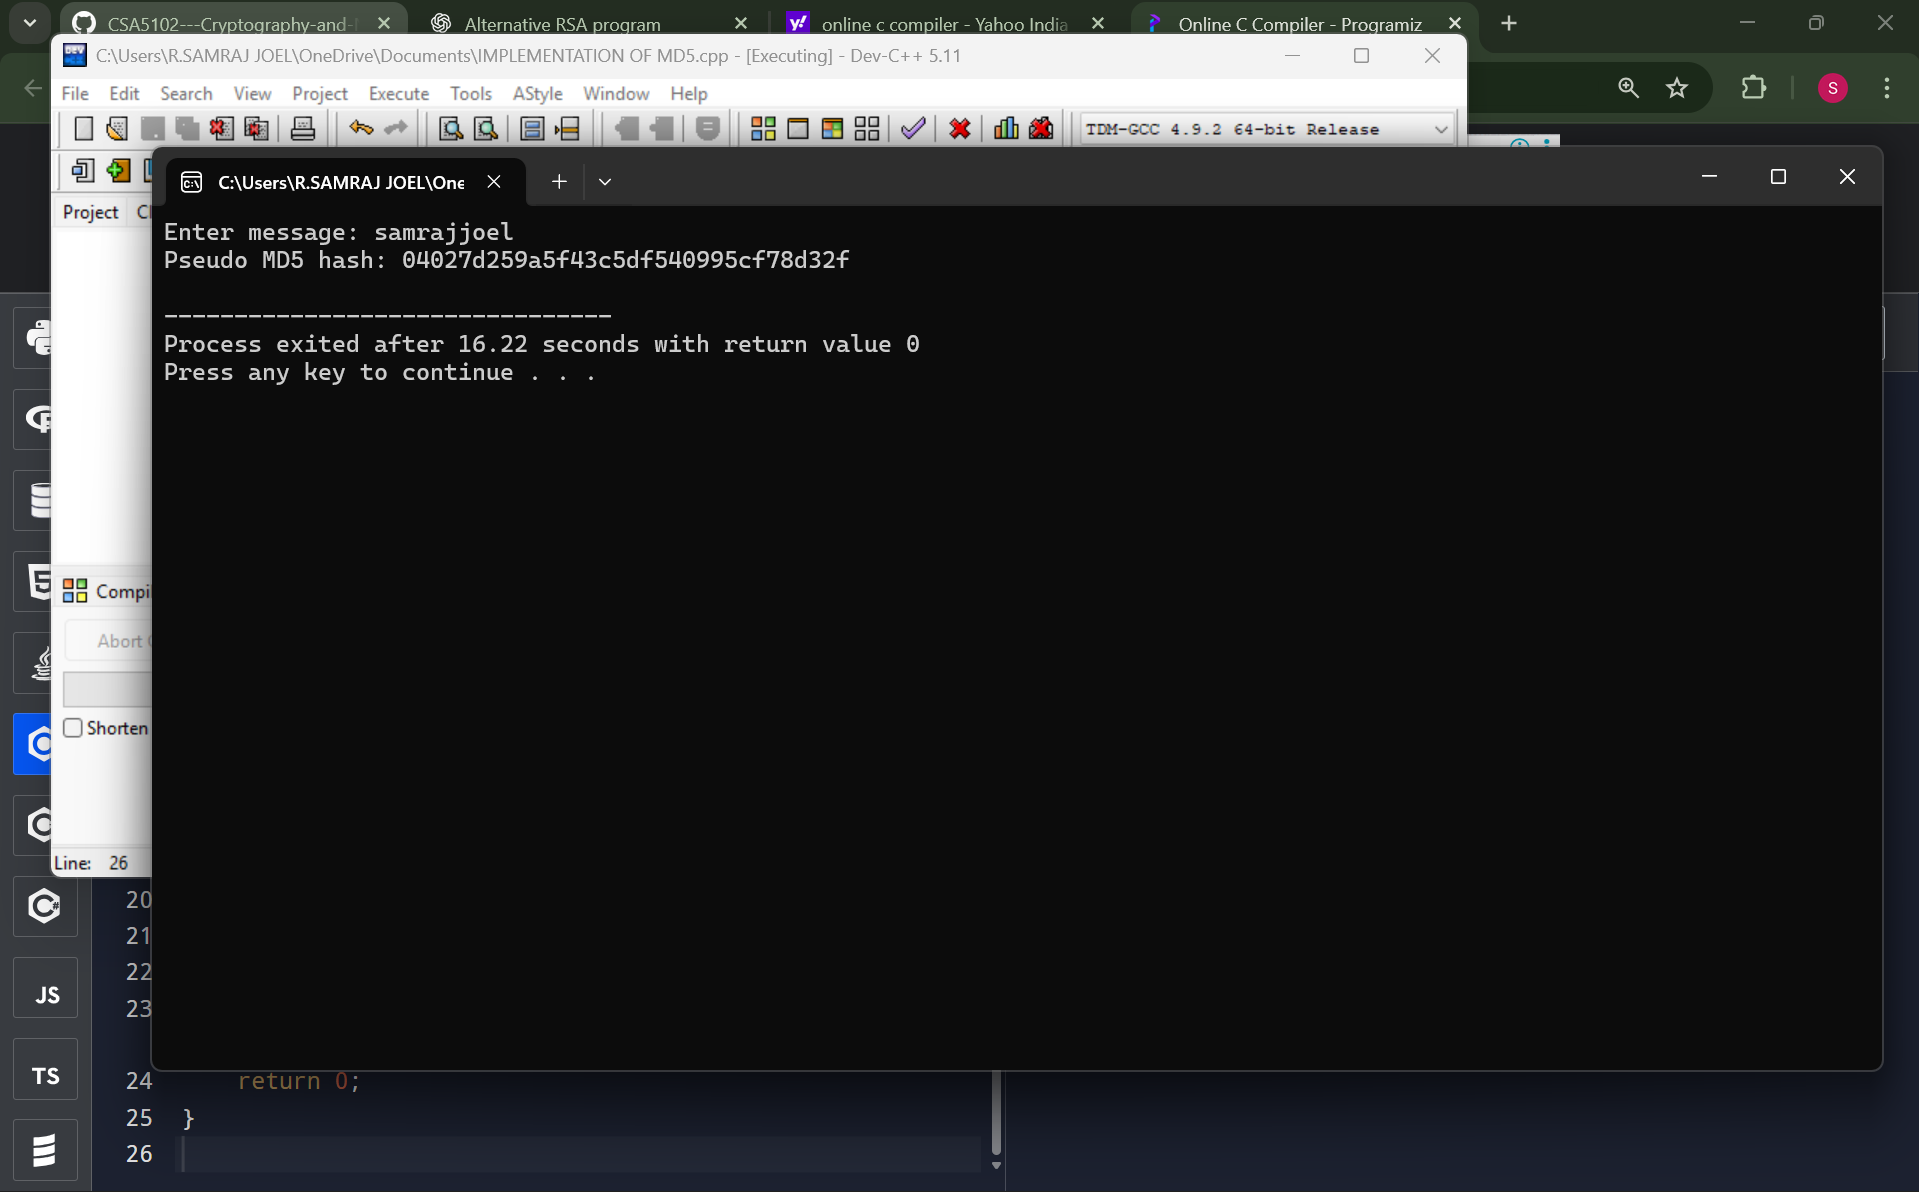 CSA5102---Cryptography-and-
Alternative RSA program
online c compiler - Yahoo India
Online C Compiler - Programiz
C:\Users\R.SAMRAJ JOEL\OneDrive\Documents\IMPLEMENTATION OF MD5.cpp - [Executing] - Dev-C++ 5.11
File Edit Search View Project Execute Tools AStyle Window Help
S
TDM-GCC 4.9.2 64-bit Release
C:\Users\R.SAMRAJ JOEL\One
Project Cl
Enter message: samrajjoel
Pseudo MD5 hash: 04027d259a5f43c5df540995cf78d32f
--------------------------------
Process exited after 16.22 seconds with return value 0
Press any key to continue . . .
Compil
Abort
Shorten
Line: 26
20
21
22
23
24 return 0;
25 }
26
JS
TS